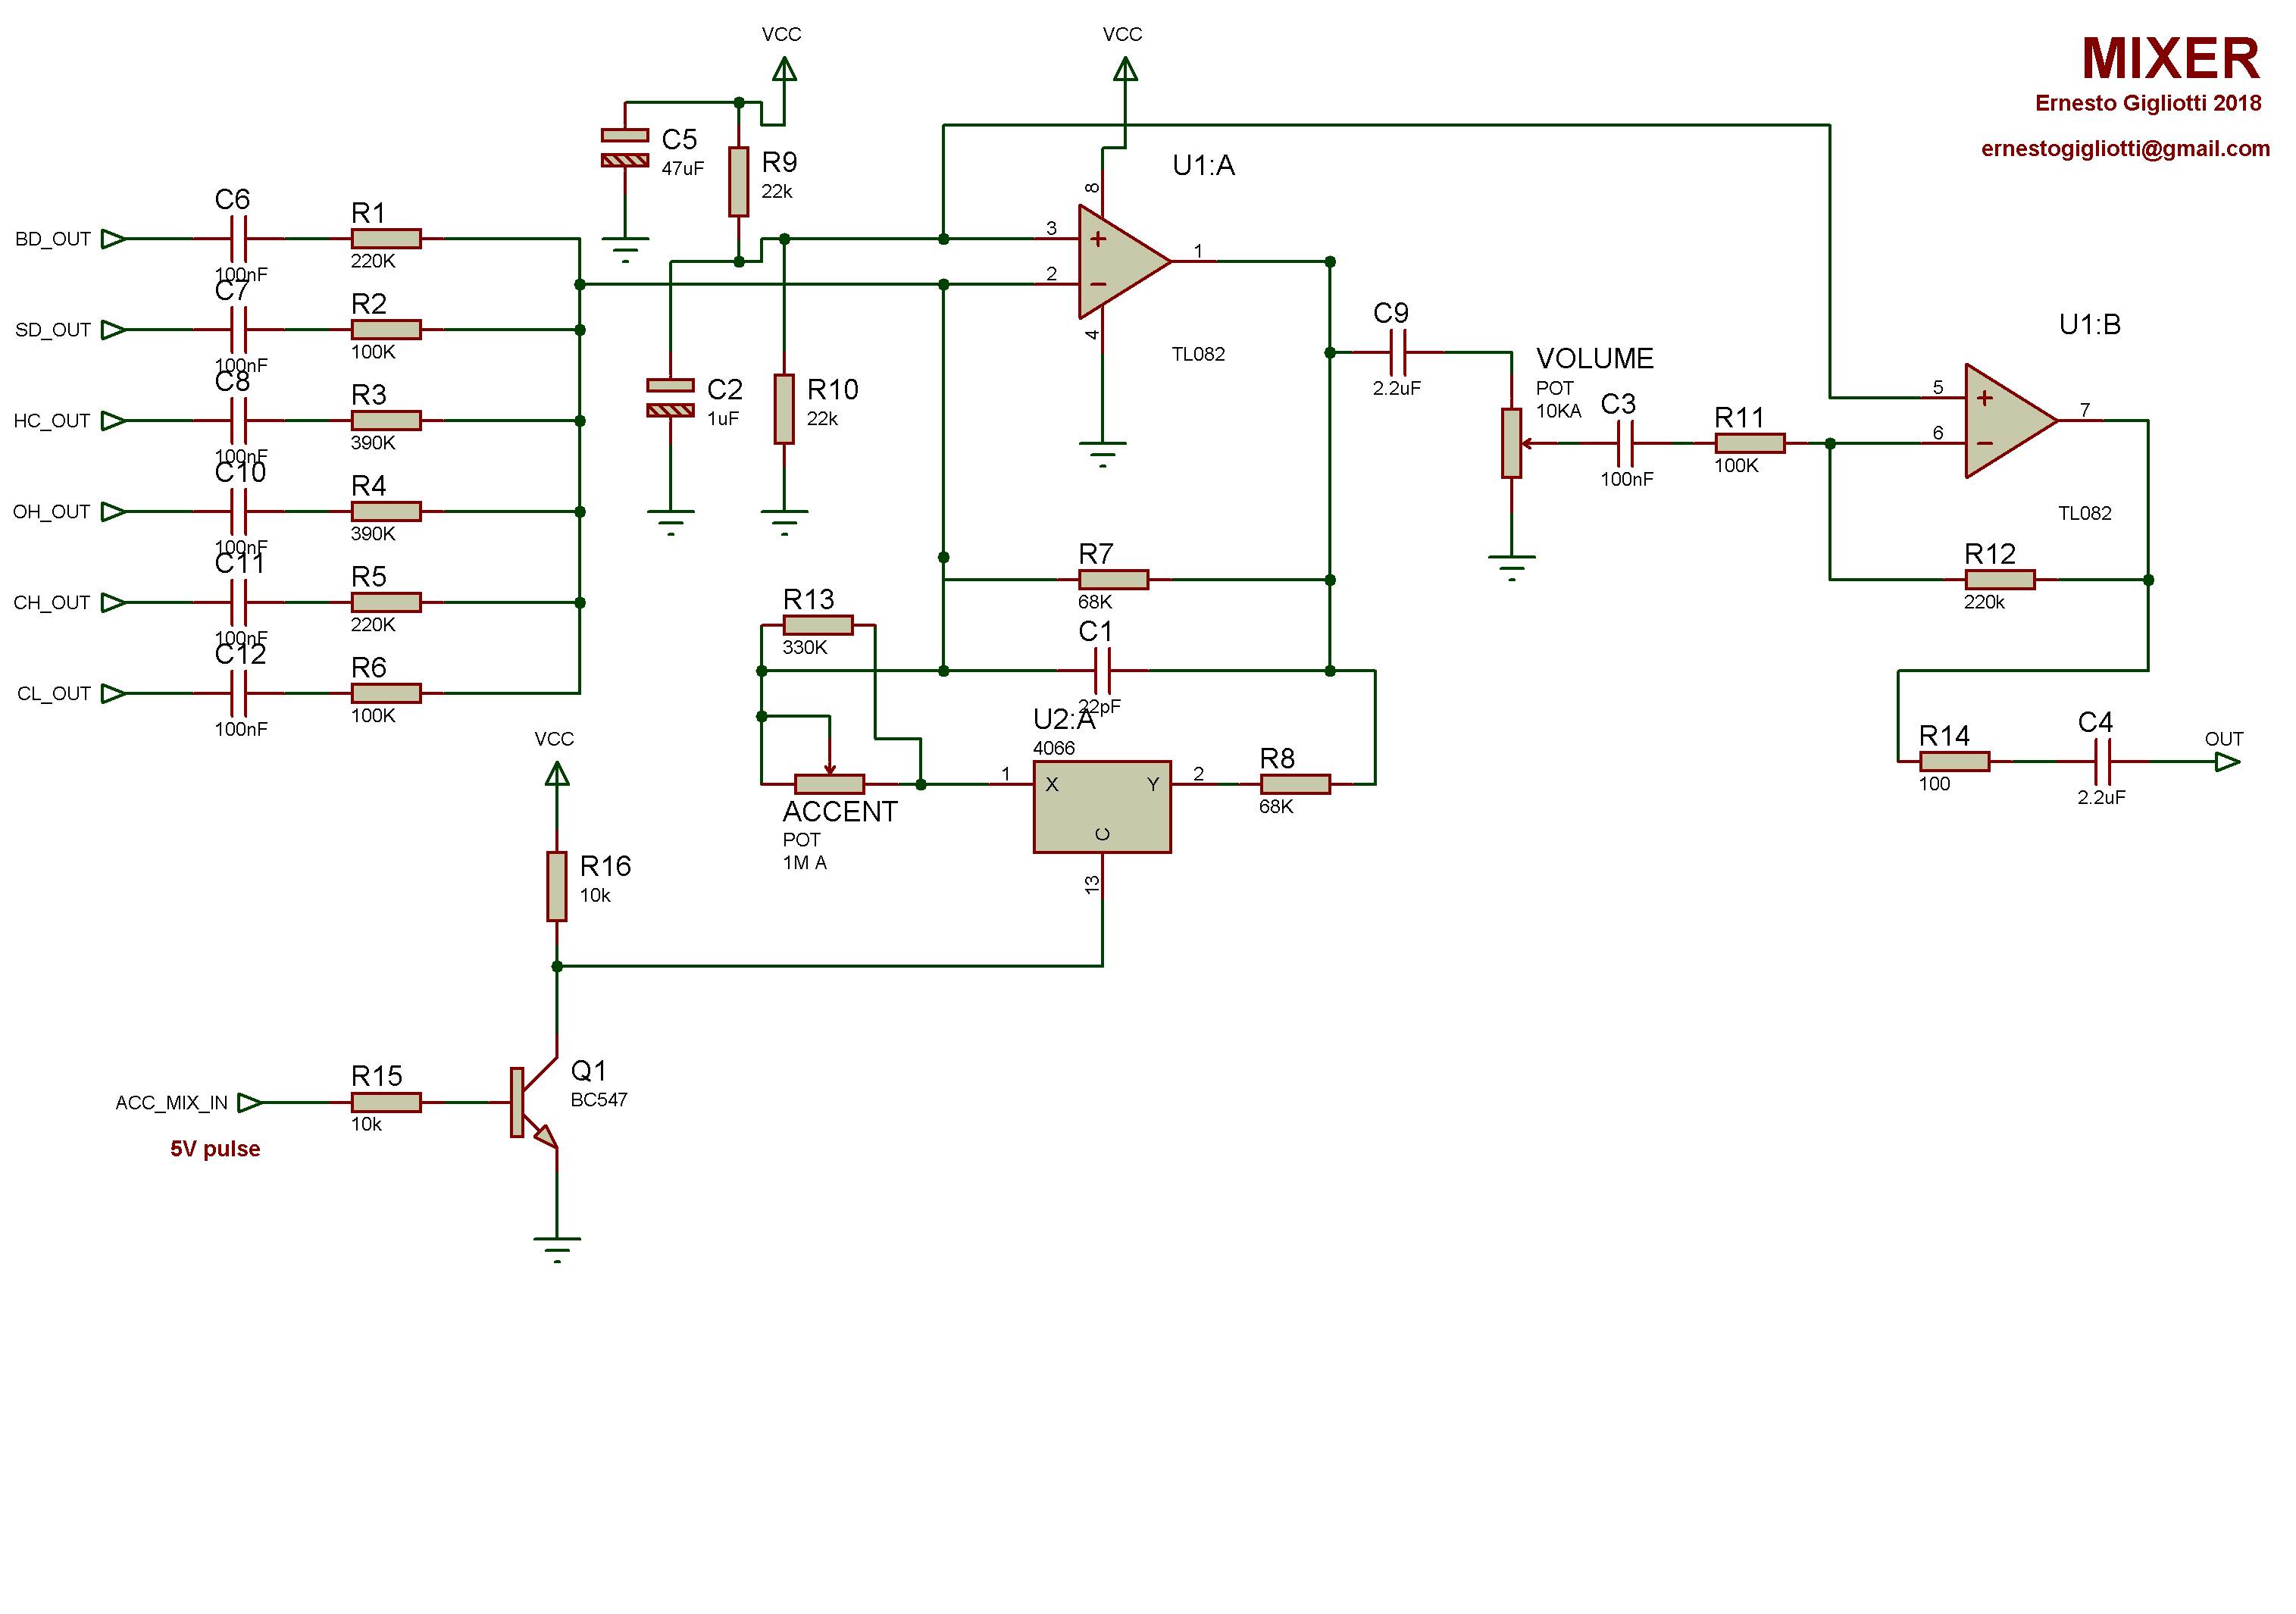 MIXER
Ernesto Gigliotti 2018
ernestogigliotti@gmail.com
VCC
VCC
C5
47uF
R9
22k
U1:A
8
3
2
1
4
TL082
BD_OUT
C6
100nF
R1
220K
SD_OUT
C7
100nF
R2
100K
HC_OUT
C8
100nF
R3
390K
OH_OUT
C10
100nF
R4
390K
CH_OUT
C11
100nF
R5
220K
CL_OUT
C12
100nF
R6
100K
C2
1uF
R10
22k
C9
2.2uF
VOLUME
POT
10KA
C3
100nF
R11
100K
U1:B
5
6
7
TL082
R12
220k
R7
68K
R13
330K
C1
22pF
U2:A
4066
1
X
Y
2
C
13
R8
68K
ACCENT
POT
1M A
R14
100
C4
2.2uF
OUT
VCC
R16
10k
ACC_MIX_IN
5V pulse
R15
10k
Q1
BC547